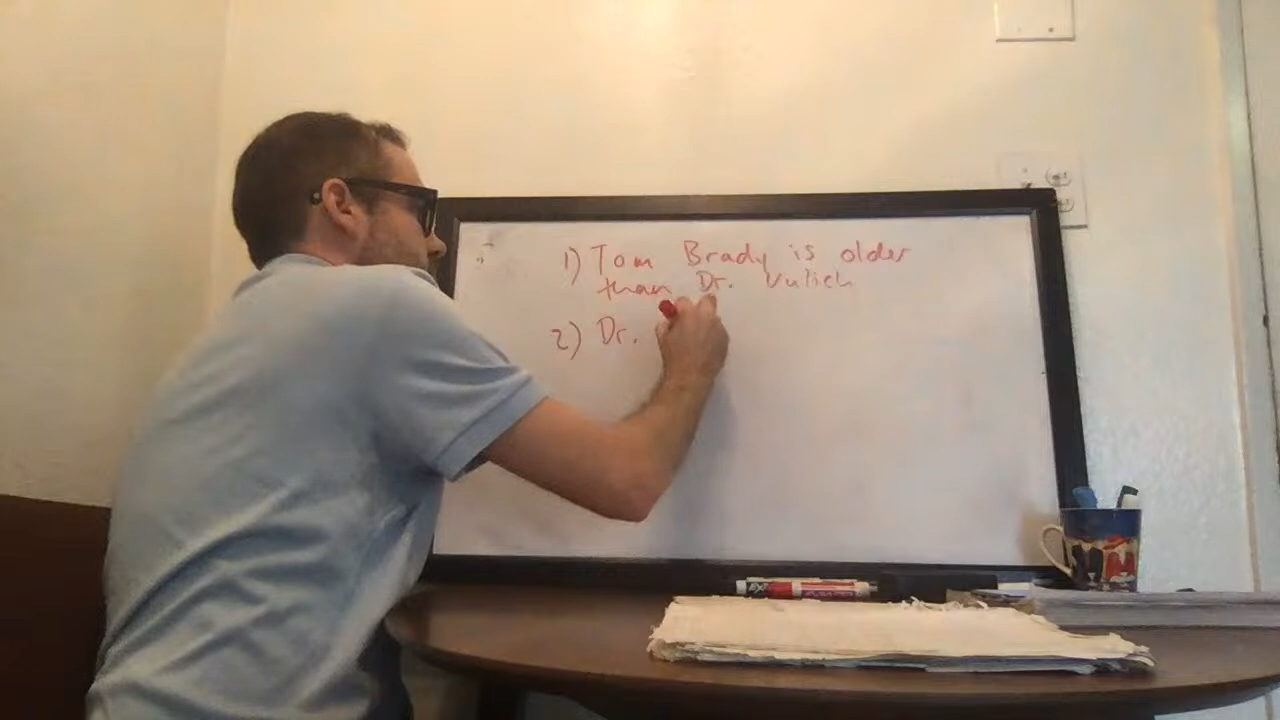 1) Tom Brady is older
than Dr. Vulich
2) Dr.